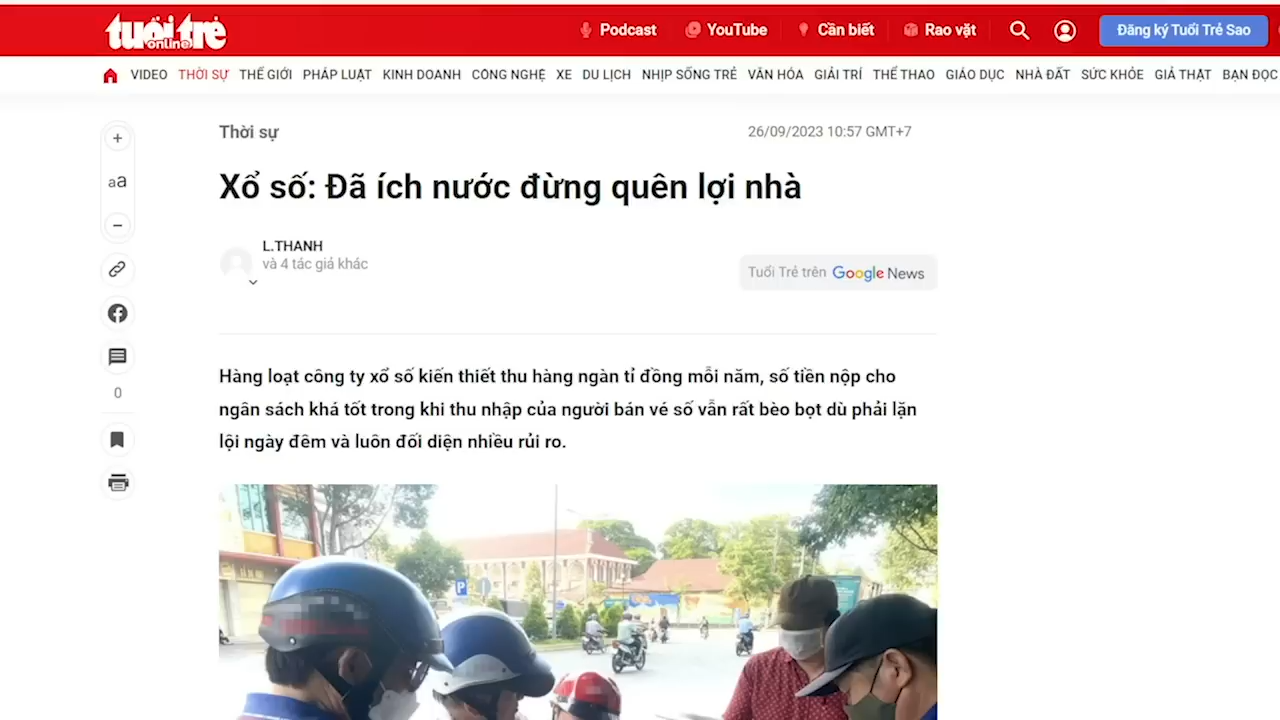 tuổi trẻ online
Podcast YouTube Cần biết Rao vặt Đăng ký Tuổi Trẻ Sao
VIDEO THỜI SỰ THẾ GIỚI PHÁP LUẬT KINH DOANH CÔNG NGHỆ XE DU LỊCH NHỊP SỐNG TRẺ VĂN HÓA GIẢI TRÍ THỂ THAO GIÁO DỤC NHÀ ĐẤT SỨC KHỎE GIẢ THẬT BẠN ĐỌC
Thời sự 26/09/2023 10:57 GMT+7
+
aa
−
Xổ số: Đã ích nước đừng quên lợi nhà
L.THANH
và 4 tác giả khác
Tuổi Trẻ trên Google News
0
Hàng loạt công ty xổ số kiến thiết thu hàng ngàn tỉ đồng mỗi năm, số tiền nộp cho
ngân sách khá tốt trong khi thu nhập của người bán vé số vẫn rất bèo bọt dù phải lặn
lội ngày đêm và luôn đối diện nhiều rủi ro.
P